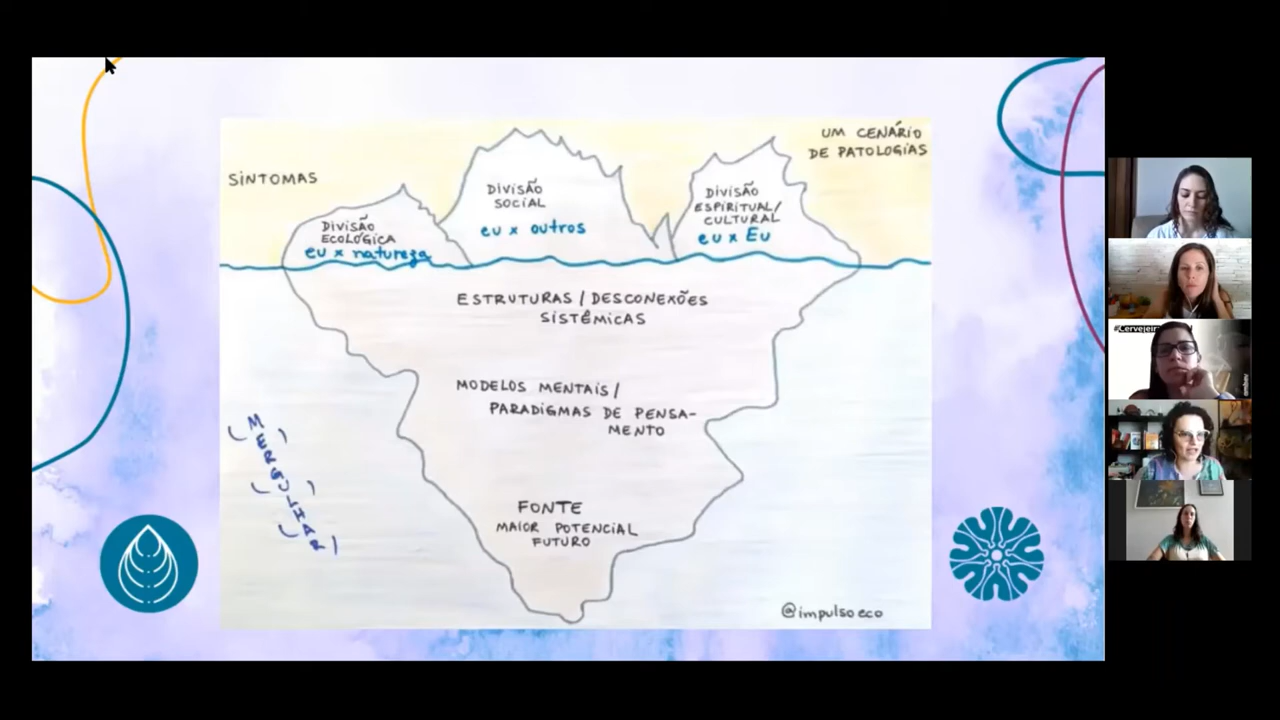 UM CENÁRIO
DE PATOLOGIAS
SÍNTOMAS
DIVISÃO
ECOLÓGICA
eu x natureza
DIVISÃO
SOCIAL
eu x outros
DIVISÃO
ESPIRITUAL/
CULTURAL
eu x Eu
ESTRUTURAS / DESCONEXÕES
SISTÊMICAS
MODELOS MENTAIS/
PARADIGMAS DE PENSA-
MENTO
MERGULHAR
FONTE
MAIOR POTENCIAL
FUTURO
@impulsoeco